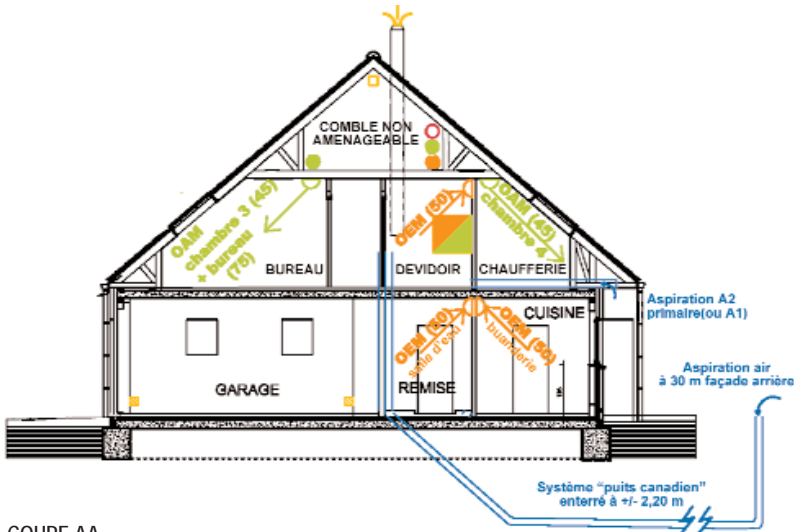 COMBLE NON
AMENAGEABLE
OAM
chambre 3 (45)
+ bureau
(75)
OEM (50)
OAM (45)
chambre 4
BUREAU
DEVIDOIR
CHAUFFERIE
Aspiration A2
primaire(ou A1)
OEM (50)
salle d'eau
OEM (50)
buanderie
CUISINE
GARAGE
REMISE
Aspiration air
à 30 m façade arrière
Système "puits canadien"
enterré à +/- 2,20 m
COUPE AA